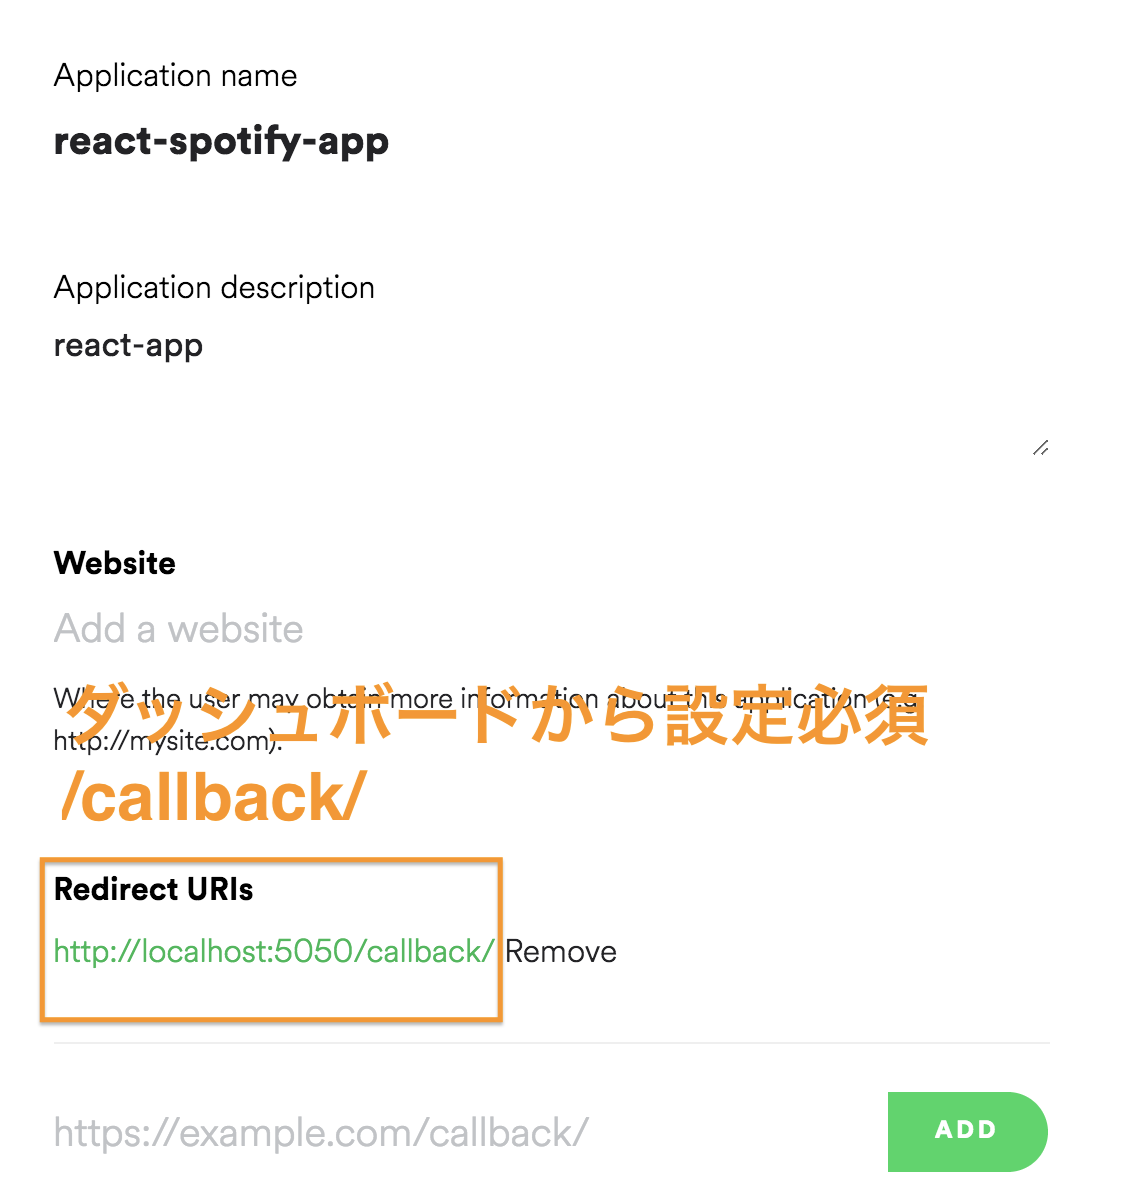 Application name
react-spotify-app
Application description
react-app
Website
Add a website
Where the user may obtain more information about this application (e.g.
http://mysite.com).
ダッシュボードから設定必須
/callback/
Redirect URIs
http://localhost:5050/callback/ Remove
https://example.com/callback/
ADD